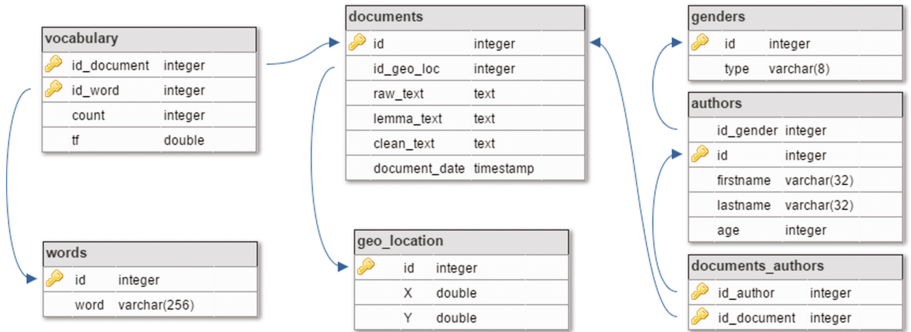 vocabulary
id_document integer
id_word integer
count integer
tf double
words
id integer
word varchar(256)
documents
id integer
id_geo_loc integer
raw_text text
lemma_text text
clean_text text
document_date timestamp
geo_location
id integer
X double
Y double
genders
id integer
type varchar(8)
authors
id_gender integer
id integer
firstname varchar(32)
lastname varchar(32)
age integer
documents_authors
id_author integer
id_document integer